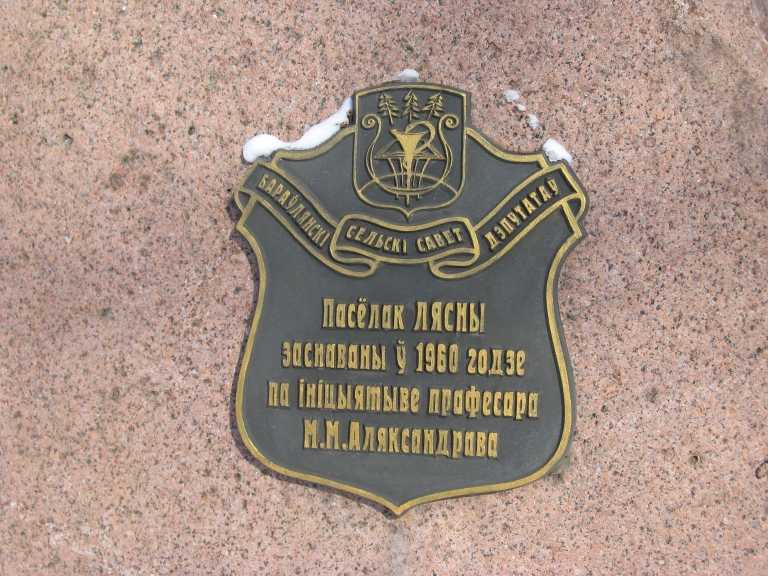 БАРАЎЛЯНСКІ СЕЛЬСКІ САВЕТ ДЭПУТАТАЎ
Пасёлак ЛЯСНЫ
заснаваны ў 1960 годзе
па ініцыятыве прафесара
М.М.Аляксандрава